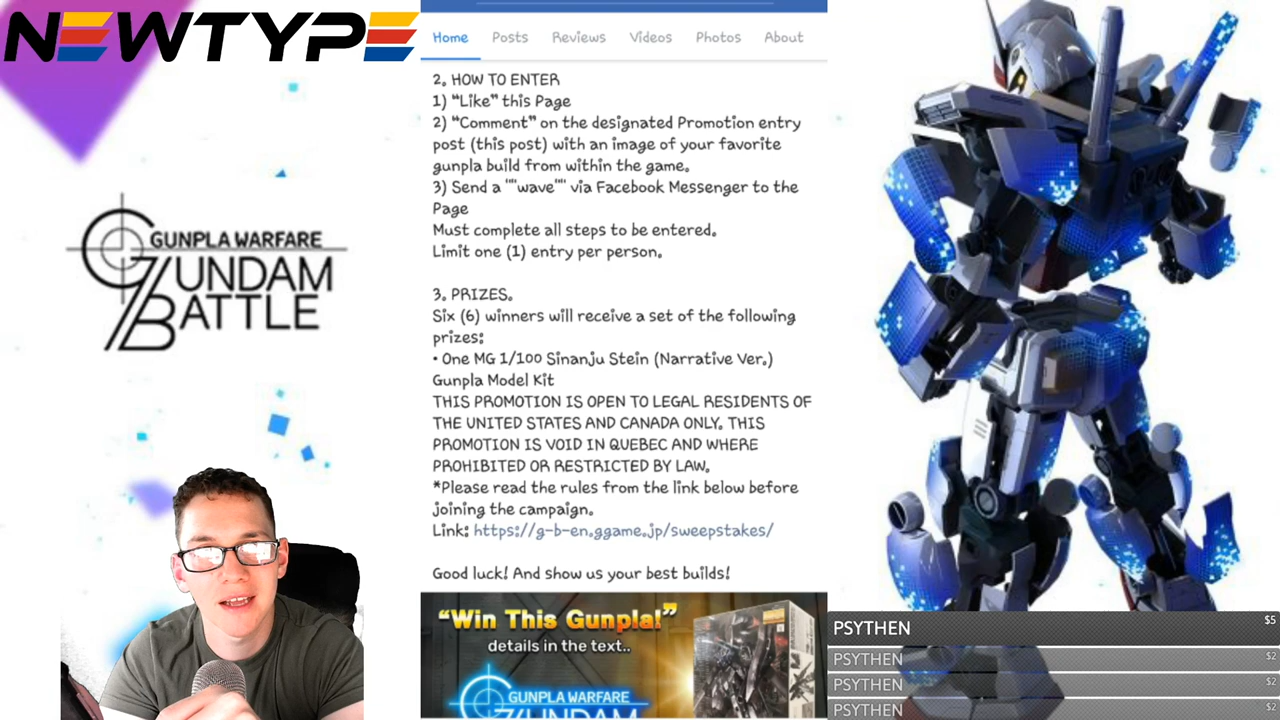 NEWTYPE
GUNPLA WARFARE
GUNDAM
BATTLE
Home Posts Reviews Videos Photos About
2. HOW TO ENTER
1) “Like” this Page
2) “Comment” on the designated Promotion entry
post (this post) with an image of your favorite
gunpla build from within the game.
3) Send a ""wave"" via Facebook Messenger to the
Page
Must complete all steps to be entered.
Limit one (1) entry per person.
3. PRIZES.
Six (6) winners will receive a set of the following
prizes:
• One MG 1/100 Sinanju Stein (Narrative Ver.)
Gunpla Model Kit
THIS PROMOTION IS OPEN TO LEGAL RESIDENTS OF
THE UNITED STATES AND CANADA ONLY. THIS
PROMOTION IS VOID IN QUEBEC AND WHERE
PROHIBITED OR RESTRICTED BY LAW.
*Please read the rules from the link below before
joining the campaign.
Link: https://g-b-en.ggame.jp/sweepstakes/
Good luck! And show us your best builds!
“Win This Gunpla!”
details in the text..
GUNPLA WARFARE
GUNDAM
PSYTHEN $5
PSYTHEN $2
PSYTHEN $2
PSYTHEN $2